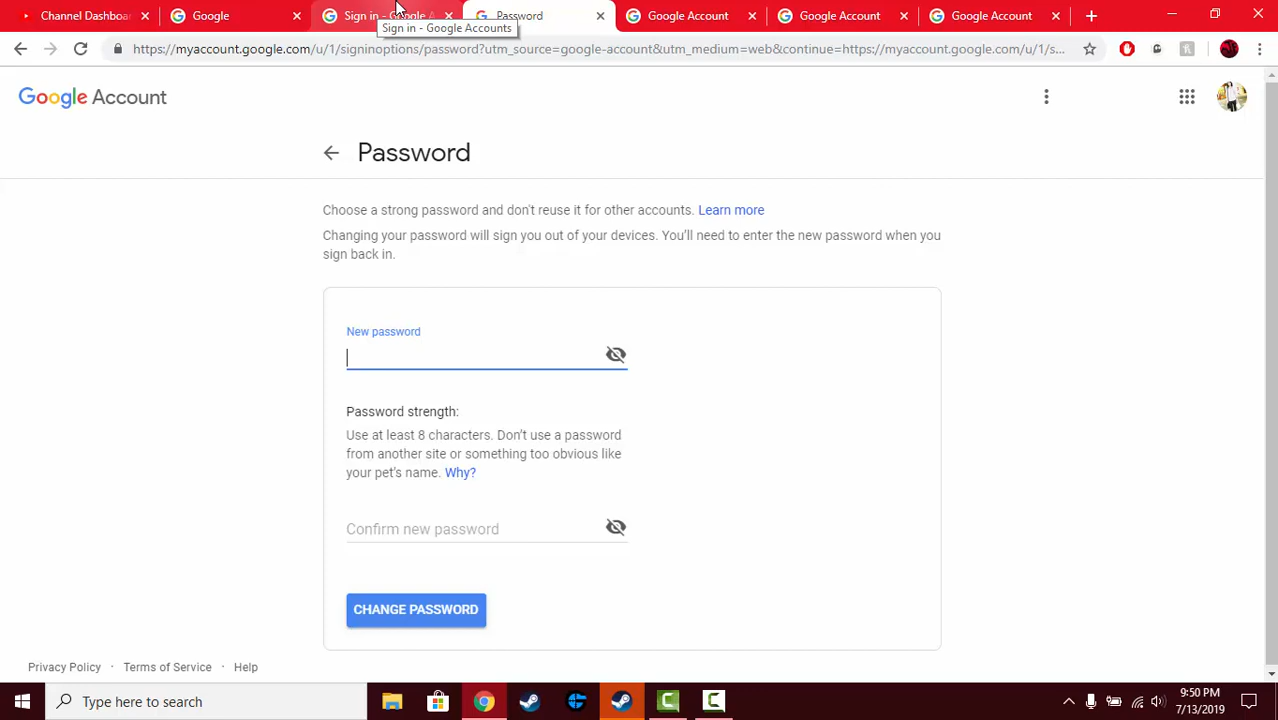 Channel Dashboa
Google
Sign in - Google A
Password
Google Account
Google Account
Google Account
Sign in - Google Accounts
https://myaccount.google.com/u/1/signinoptions/password?utm_source=google-account&utm_medium=web&continue=https://myaccount.google.com/u/1/s...
Google Account
Password
Choose a strong password and don't reuse it for other accounts. Learn more
Changing your password will sign you out of your devices. You'll need to enter the new password when you
sign back in.
New password
Password strength:
Use at least 8 characters. Don't use a password
from another site or something too obvious like
your pet's name. Why?
Confirm new password
CHANGE PASSWORD
Privacy Policy · Terms of Service · Help
Type here to search
9:50 PM
7/13/2019